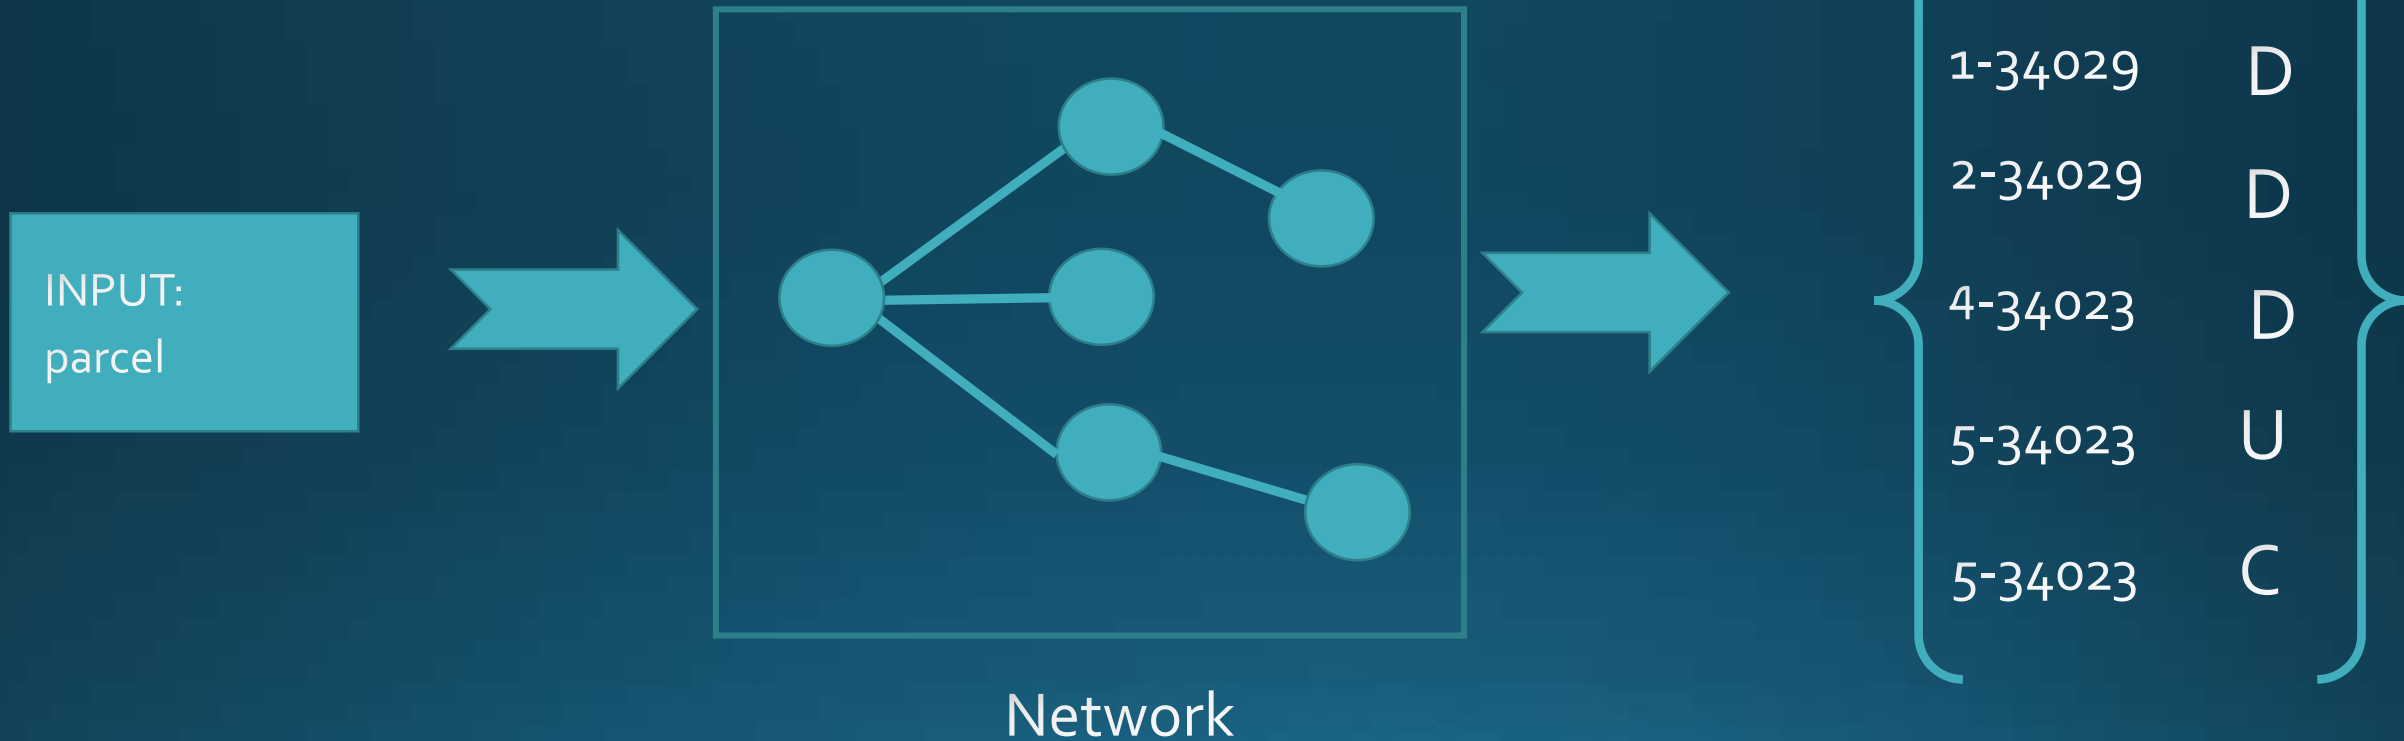 INPUT:
parcel
Network
1-34029 D
2-34029 D
4-34023 D
5-34023 U
5-34023 C